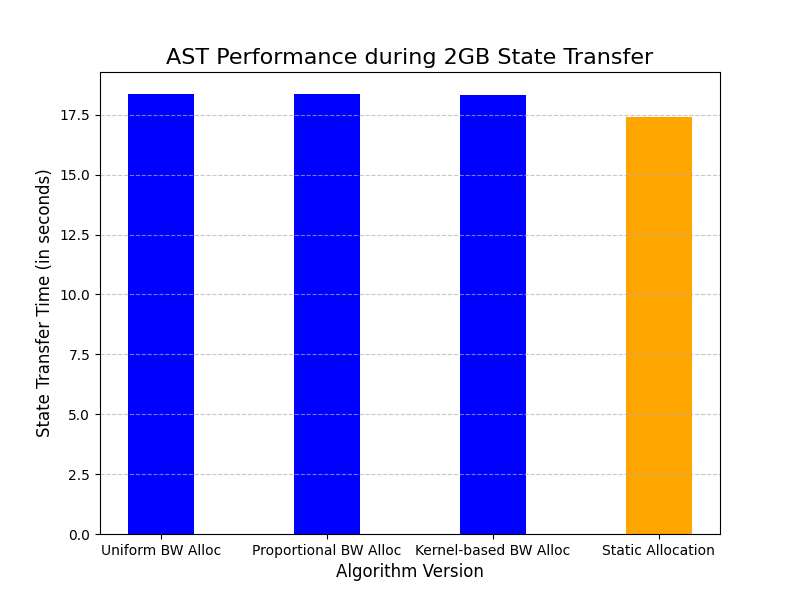 AST Performance during 2GB State Transfer
State Transfer Time (in seconds)
17.5
15.0
12.5
10.0
7.5
5.0
2.5
0.0
Uniform BW Alloc
Proportional BW Alloc
Kernel-based BW Alloc
Static Allocation
Algorithm Version